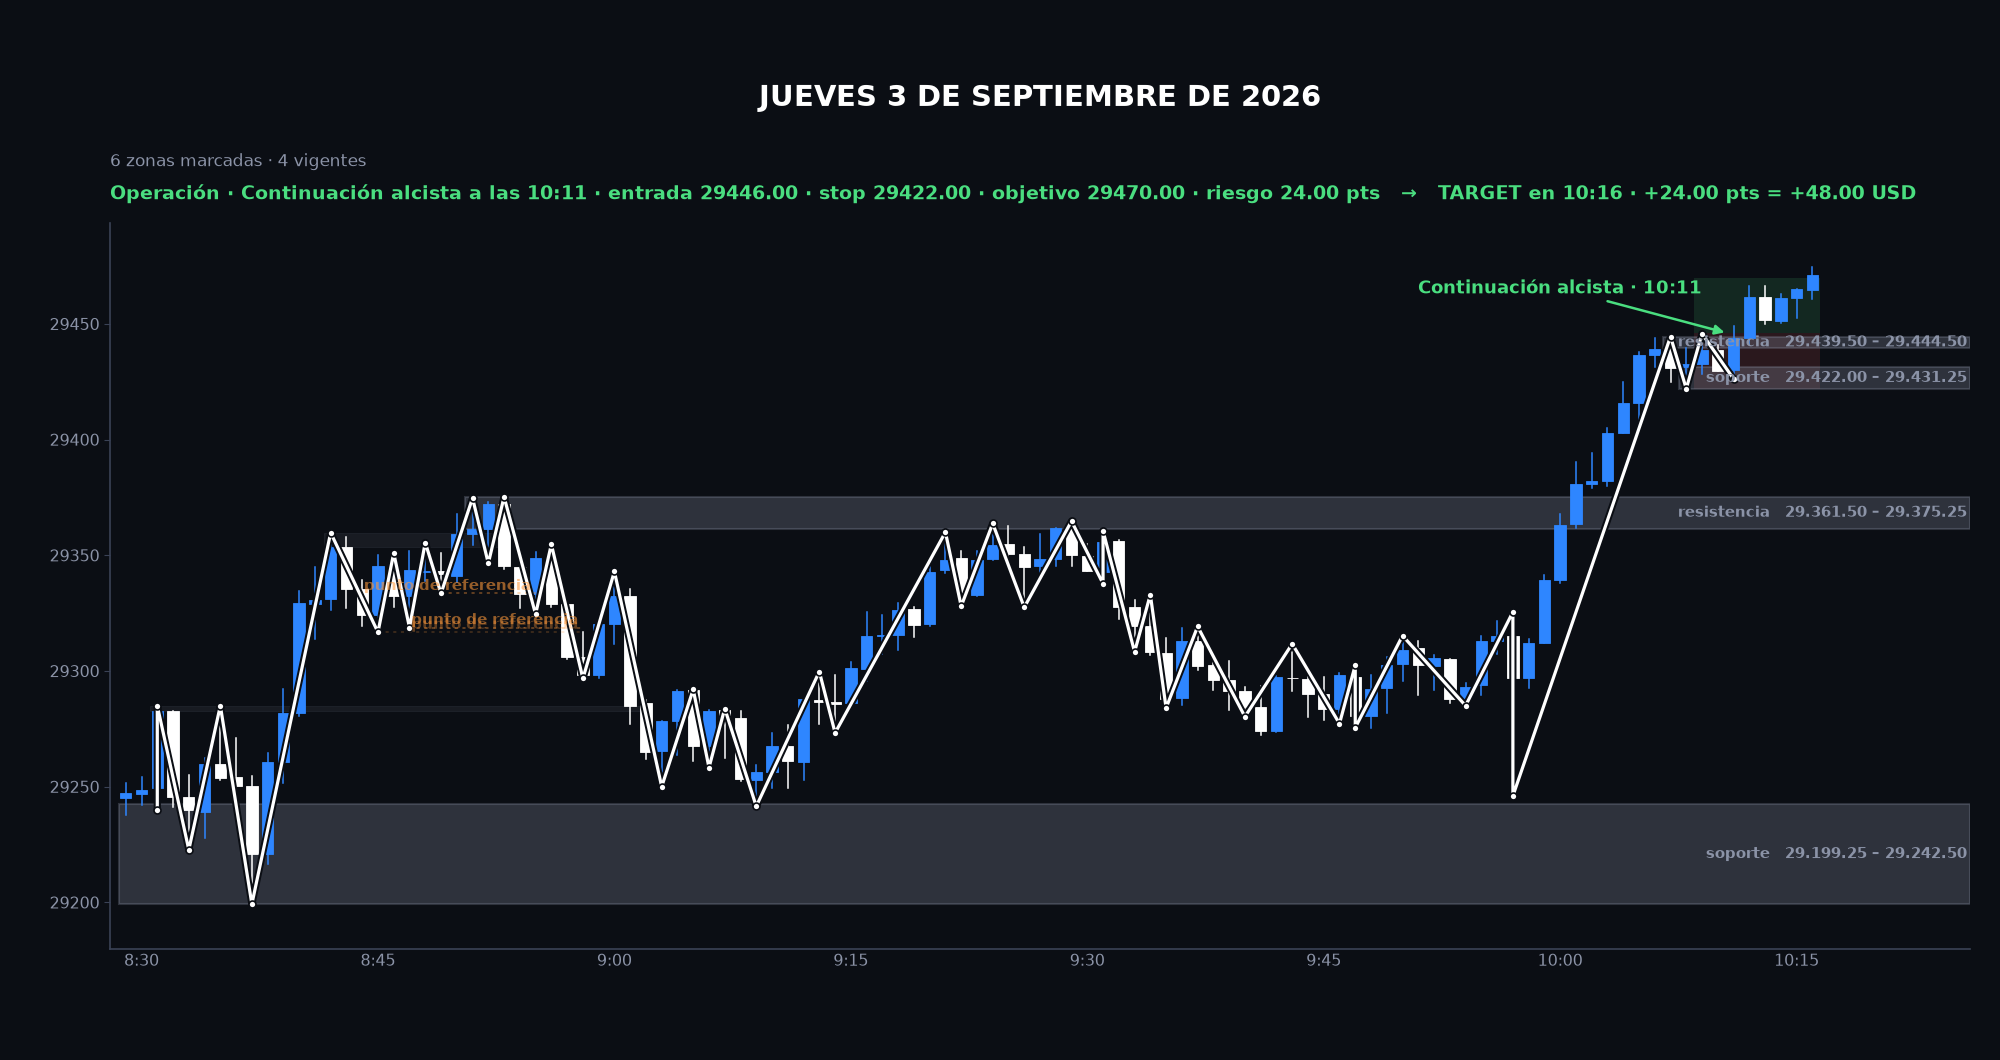 JUEVES 3 DE SEPTIEMBRE DE 2026
6 zonas marcadas · 4 vigentes
Operación · Continuación alcista a las 10:11 · entrada 29446.00 · stop 29422.00 · objetivo 29470.00 · riesgo 24.00 pts → TARGET en 10:16 · +24.00 pts = +48.00 USD
Continuación alcista · 10:11
29450
resistencia 29.439.50 – 29.444.50
soporte 29.422.00 – 29.431.25
29400
resistencia 29.361.50 – 29.375.25
29350
punto de referencia
punto de referencia
punto de referencia
29300
29250
soporte 29.199.25 – 29.242.50
29200
8:30 8:45 9:00 9:15 9:30 9:45 10:00 10:15